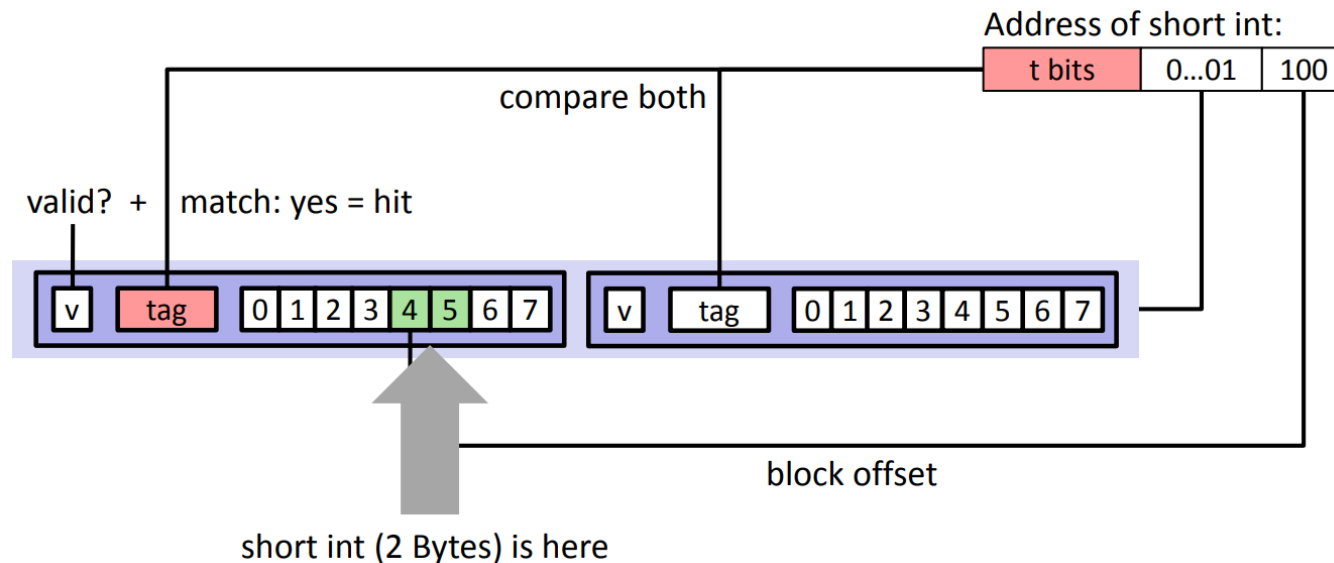 Address of short int:
t bits 0...01 100
compare both
valid? + match: yes = hit
v tag 0 1 2 3 4 5 6 7 v tag 0 1 2 3 4 5 6 7
block offset
short int (2 Bytes) is here